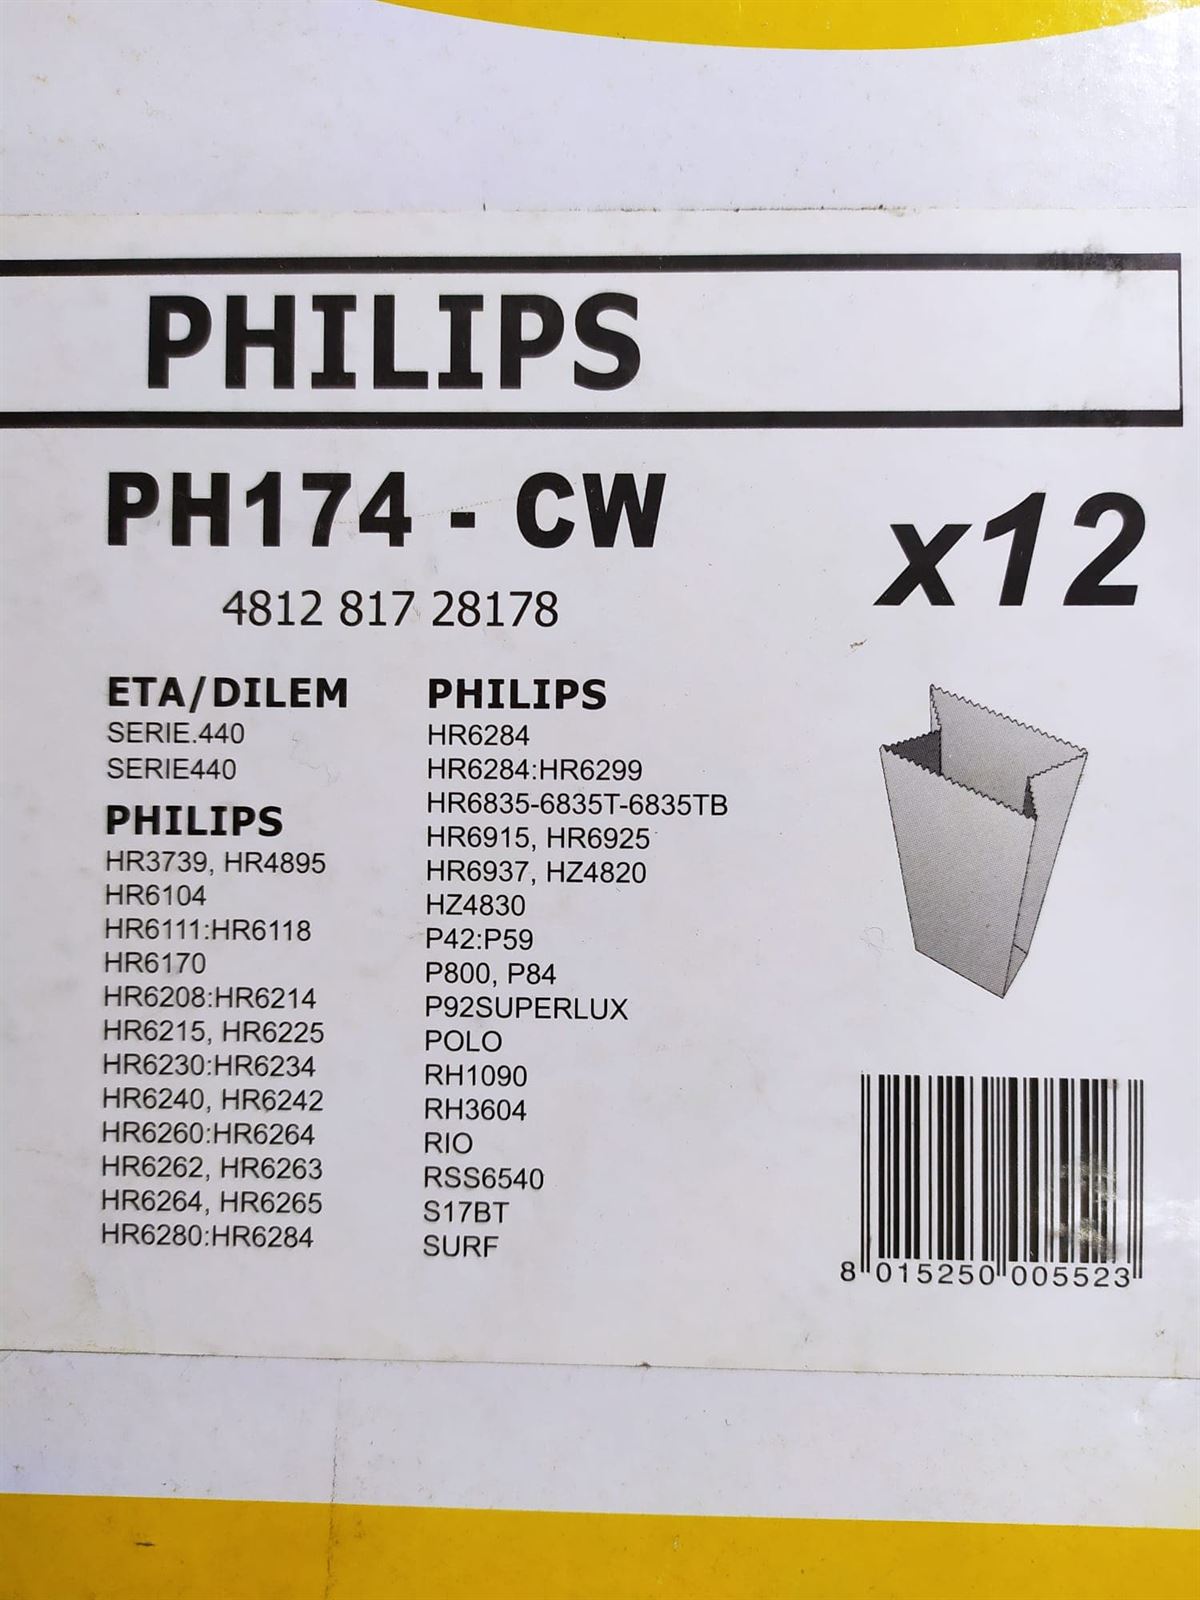 PHILIPS
PH174 - CW
x12
4812 817 28178
ETA/DILEM
SERIE.440
SERIE440
PHILIPS
HR3739, HR4895
HR6104
HR6111:HR6118
HR6170
HR6208:HR6214
HR6215, HR6225
HR6230:HR6234
HR6240, HR6242
HR6260:HR6264
HR6262, HR6263
HR6264, HR6265
HR6280:HR6284
PHILIPS
HR6284
HR6284:HR6299
HR6835-6835T-6835TB
HR6915, HR6925
HR6937, HZ4820
HZ4830
P42:P59
P800, P84
P92SUPERLUX
POLO
RH1090
RH3604
RIO
RSS6540
S17BT
SURF
8 015250 005523